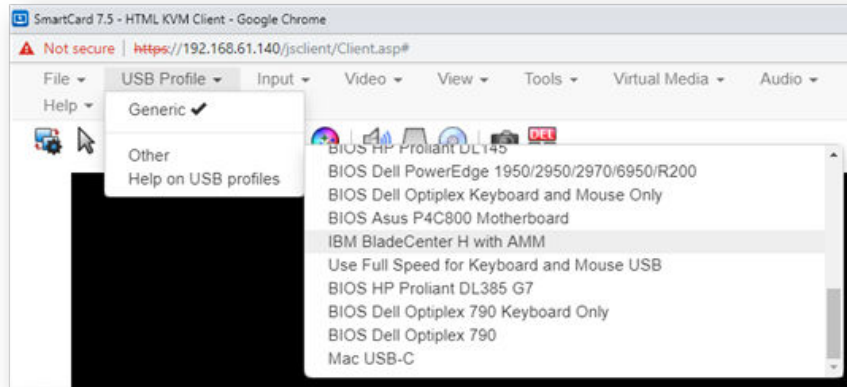 SmartCard 7.5 - HTML KVM Client - Google Chrome
Not secure | https://192.168.61.140/jsclient/Client.asp#
File USB Profile Input Video View Tools Virtual Media Audio
Help
Generic
Other
Help on USB profiles
DEL
BIOS HP Proliant DL145
BIOS Dell PowerEdge 1950/2950/2970/6950/R200
BIOS Dell Optiplex Keyboard and Mouse Only
BIOS Asus P4C800 Motherboard
IBM BladeCenter H with AMM
Use Full Speed for Keyboard and Mouse USB
BIOS HP Proliant DL385 G7
BIOS Dell Optiplex 790 Keyboard Only
BIOS Dell Optiplex 790
Mac USB-C